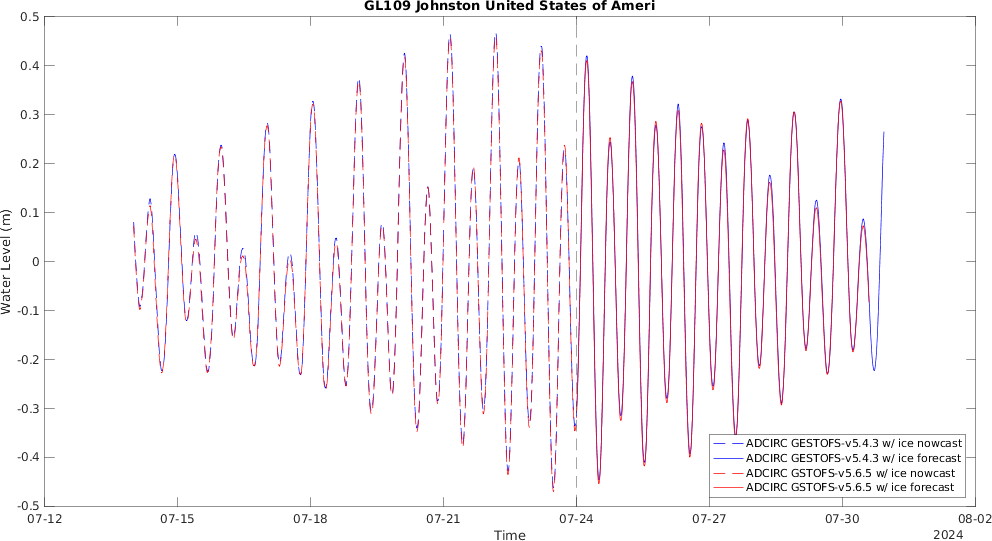 GL109 Johnston United States of Ameri
0.5
0.4
0.3
0.2
0.1
0
-0.1
-0.2
-0.3
-0.4
-0.5
Water Level (m)
ADCIRC GESTOFS-v5.4.3 w/ ice nowcast
ADCIRC GESTOFS-v5.4.3 w/ ice forecast
ADCIRC GSTOFS-v5.6.5 w/ ice nowcast
ADCIRC GSTOFS-v5.6.5 w/ ice forecast
07-12 07-15 07-18 07-21 07-24 07-27 07-30 08-02
Time
2024